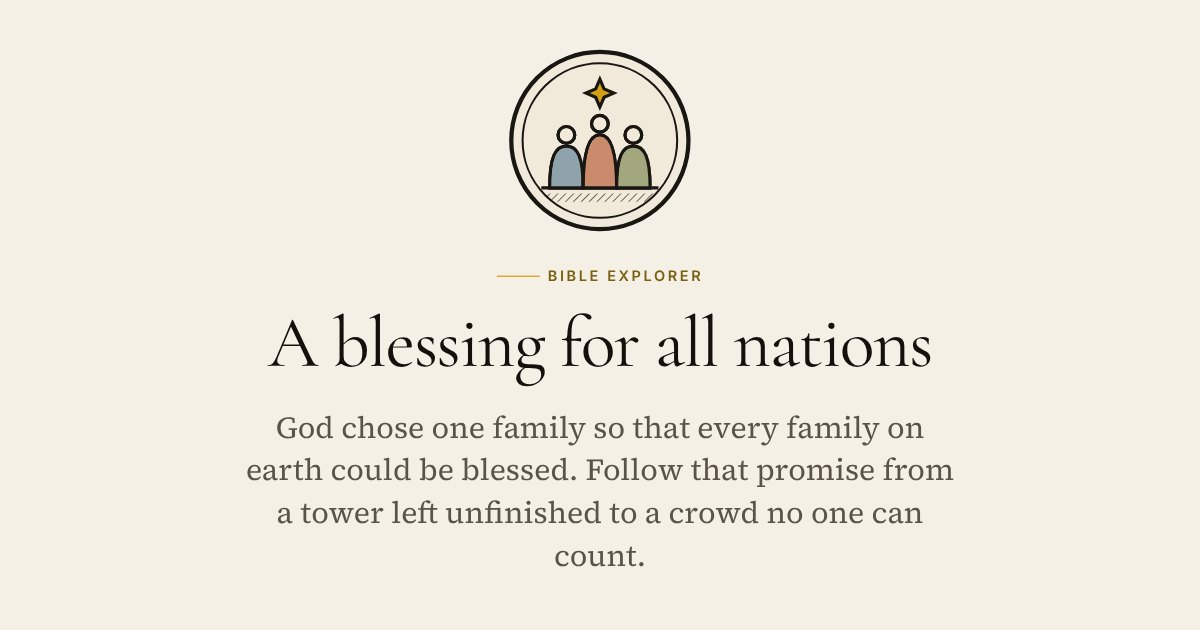 BIBLE EXPLORER
A blessing for all nations
God chose one family so that every family on
earth could be blessed. Follow that promise from
a tower left unfinished to a crowd no one can
count.